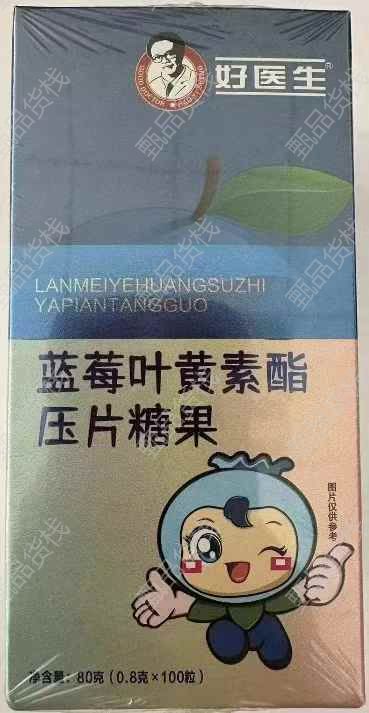 好医生®
GOOD DOCTOR
LANMEIYEHUANGSUZHI
YAPIANTANGGUO
蓝莓叶黄素酯
压片糖果
图片仅供参考
净含量：80克（0.8克×100粒）
甄品货栈